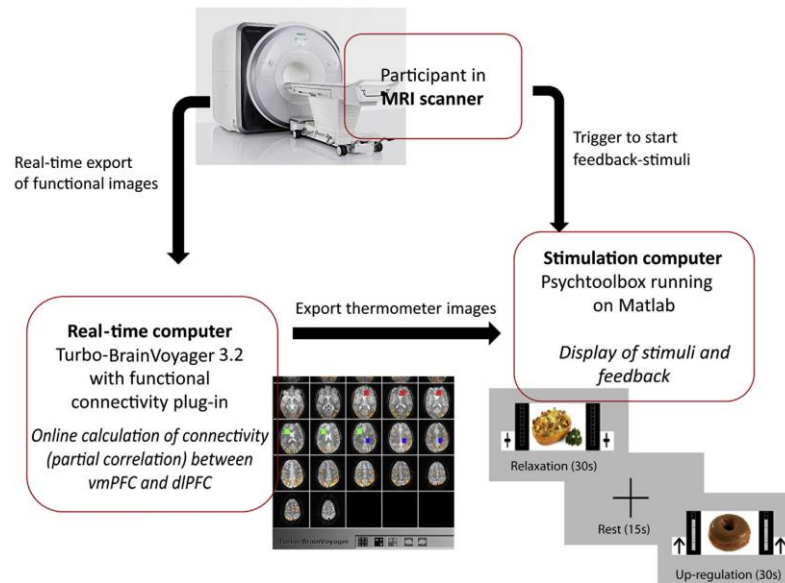 Participant in
MRI scanner
Real-time export
of functional images
Trigger to start
feedback-stimuli
Stimulation computer
Psychtoolbox running
on Matlab
Display of stimuli and
feedback
Export thermometer images
Real-time computer
Turbo-BrainVoyager 3.2
with functional
connectivity plug-in
Online calculation of connectivity
(partial correlation) between
vmPFC and dlPFC
Turbo-BrainVoyager
Relaxation (30s)
Rest (15s)
Up-regulation (30s)